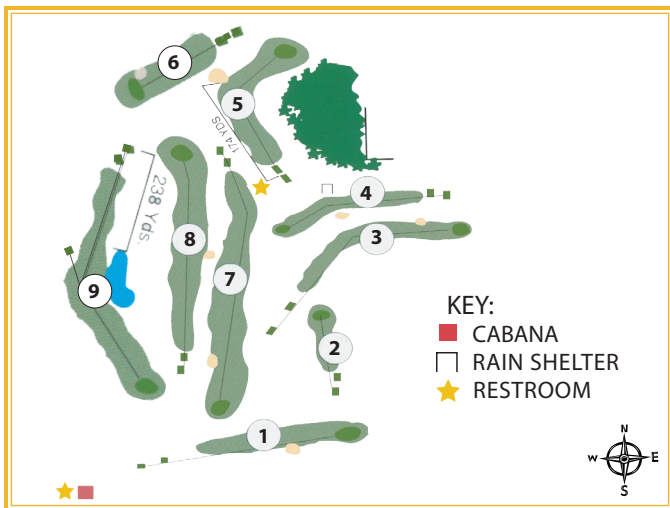 6
5
174 YDS
4
238 Yds.
3
8
7
9
2
1
KEY:
CABANA
RAIN SHELTER
RESTROOM
N
W E
S